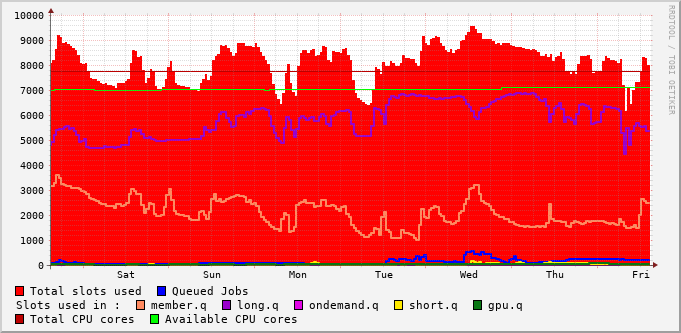 10000
9000
8000
7000
6000
5000
4000
3000
2000
1000
0
Sat Sun Mon Tue Wed Thu Fri
Total slots used Queued Jobs
Slots used in : member.q long.q ondemand.q short.q gpu.q
Total CPU cores Available CPU cores
RRDTOOL / TOBI OETIKER